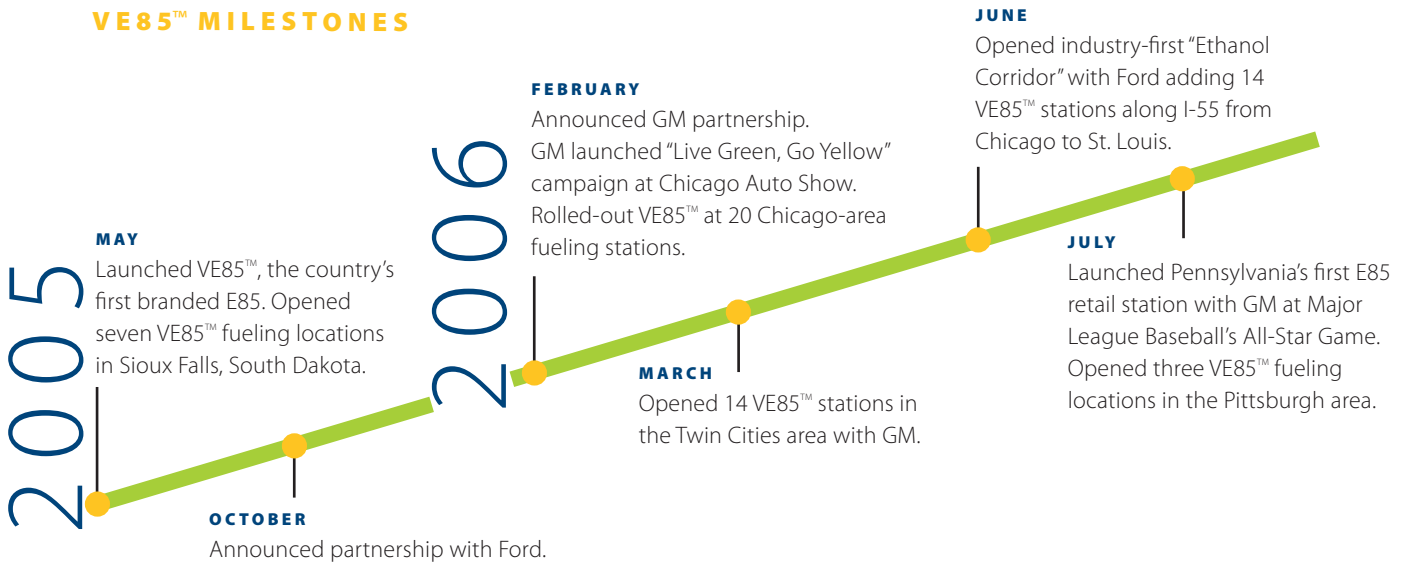 VE85™ MILESTONES
2005
MAY
Launched VE85™, the country’s
first branded E85. Opened
seven VE85™ fueling locations
in Sioux Falls, South Dakota.
OCTOBER
Announced partnership with Ford.
2006
FEBRUARY
Announced GM partnership.
GM launched “Live Green, Go Yellow”
campaign at Chicago Auto Show.
Rolled-out VE85™ at 20 Chicago-area
fueling stations.
MARCH
Opened 14 VE85™ stations in
the Twin Cities area with GM.
JUNE
Opened industry-first “Ethanol
Corridor” with Ford adding 14
VE85™ stations along I-55 from
Chicago to St. Louis.
JULY
Launched Pennsylvania’s first E85
retail station with GM at Major
League Baseball’s All-Star Game.
Opened three VE85™ fueling
locations in the Pittsburgh area.